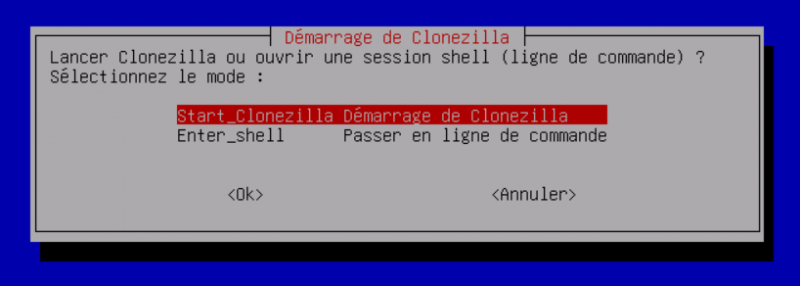 Démarrage de Clonezilla
Lancer Clonezilla ou ouvrir une session shell (ligne de commande) ?
Sélectionnez le mode :
Start_Clonezilla Démarrage de Clonezilla
Enter_shell Passer en ligne de commande
<Ok> <Annuler>